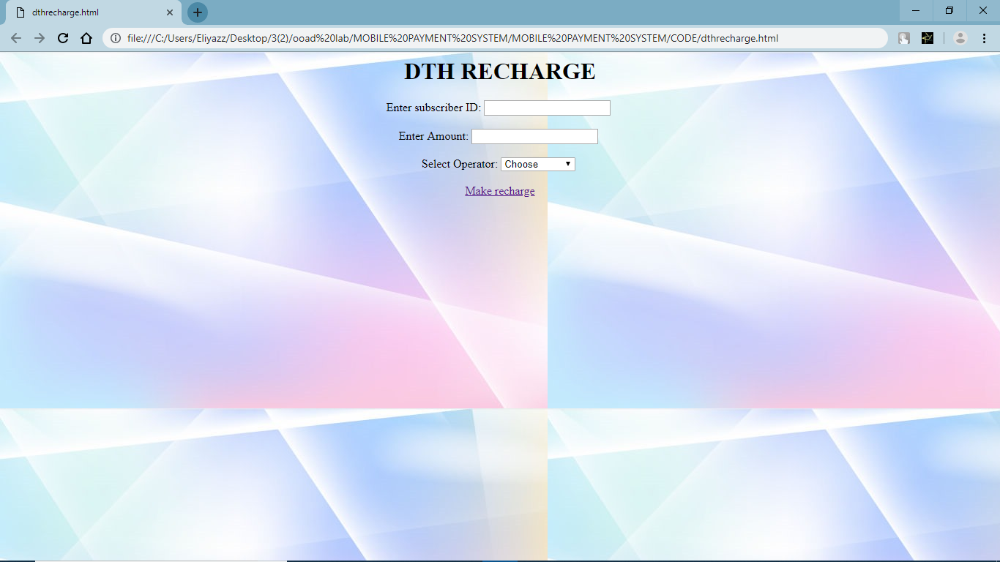 dthrecharge.html
file:///C:/Users/Eliyazz/Desktop/3(2)/ooad%20lab/MOBILE%20PAYMENT%20SYSTEM/MOBILE%20PAYMENT%20SYSTEM/CODE/dthrecharge.html
DTH RECHARGE
Enter subscriber ID:
Enter Amount:
Select Operator: Choose
Make recharge